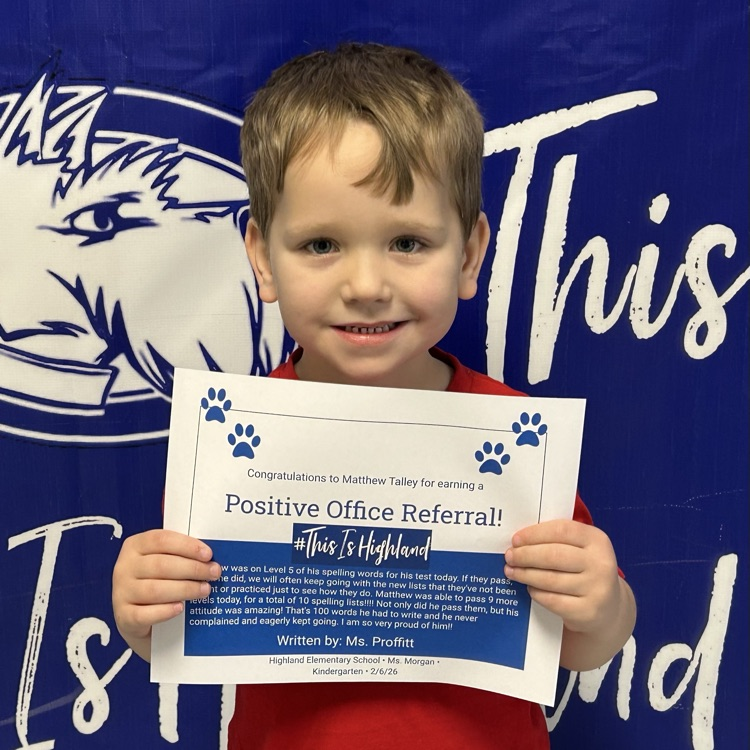 This
Is H
nd
Congratulations to Matthew Talley for earning a
Positive Office Referral!
#This Is Highland
w was on Level 5 of his spelling words for his test today. If they pass,
he did, we will often keep going with the new lists that they've not been
t or practiced just to see how they do. Matthew was able to pass 9 more
levels today, for a total of 10 spelling lists!!!! Not only did he pass them, but his
attitude was amazing! That's 100 words he had to write and he never
complained and eagerly kept going. I am so very proud of him!!
Written by: Ms. Proffitt
Highland Elementary School • Ms. Morgan •
Kindergarten • 2/6/26